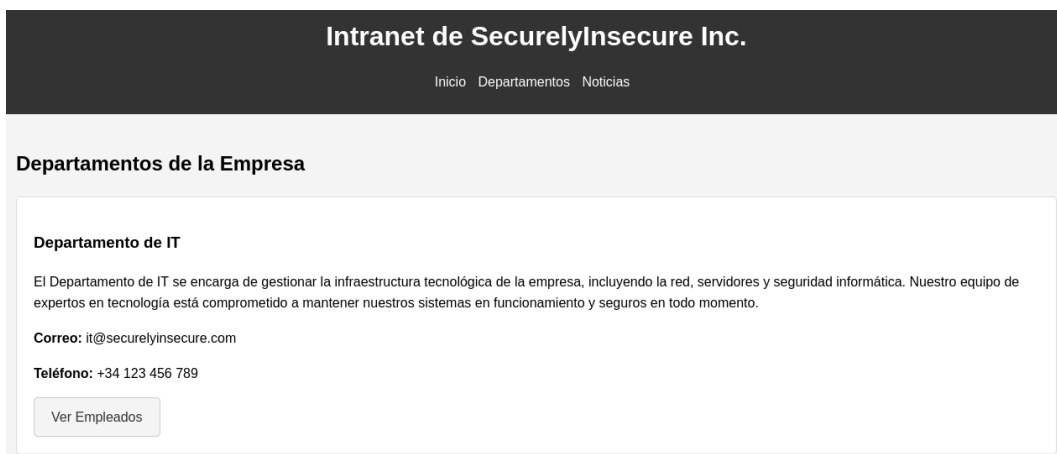 Intranet de SecurelyInsecure Inc.
Inicio Departamentos Noticias
Departamentos de la Empresa
Departamento de IT
El Departamento de IT se encarga de gestionar la infraestructura tecnológica de la empresa, incluyendo la red, servidores y seguridad informática. Nuestro equipo de
expertos en tecnología está comprometido a mantener nuestros sistemas en funcionamiento y seguros en todo momento.
Correo: it@securelyinsecure.com
Teléfono: +34 123 456 789
Ver Empleados